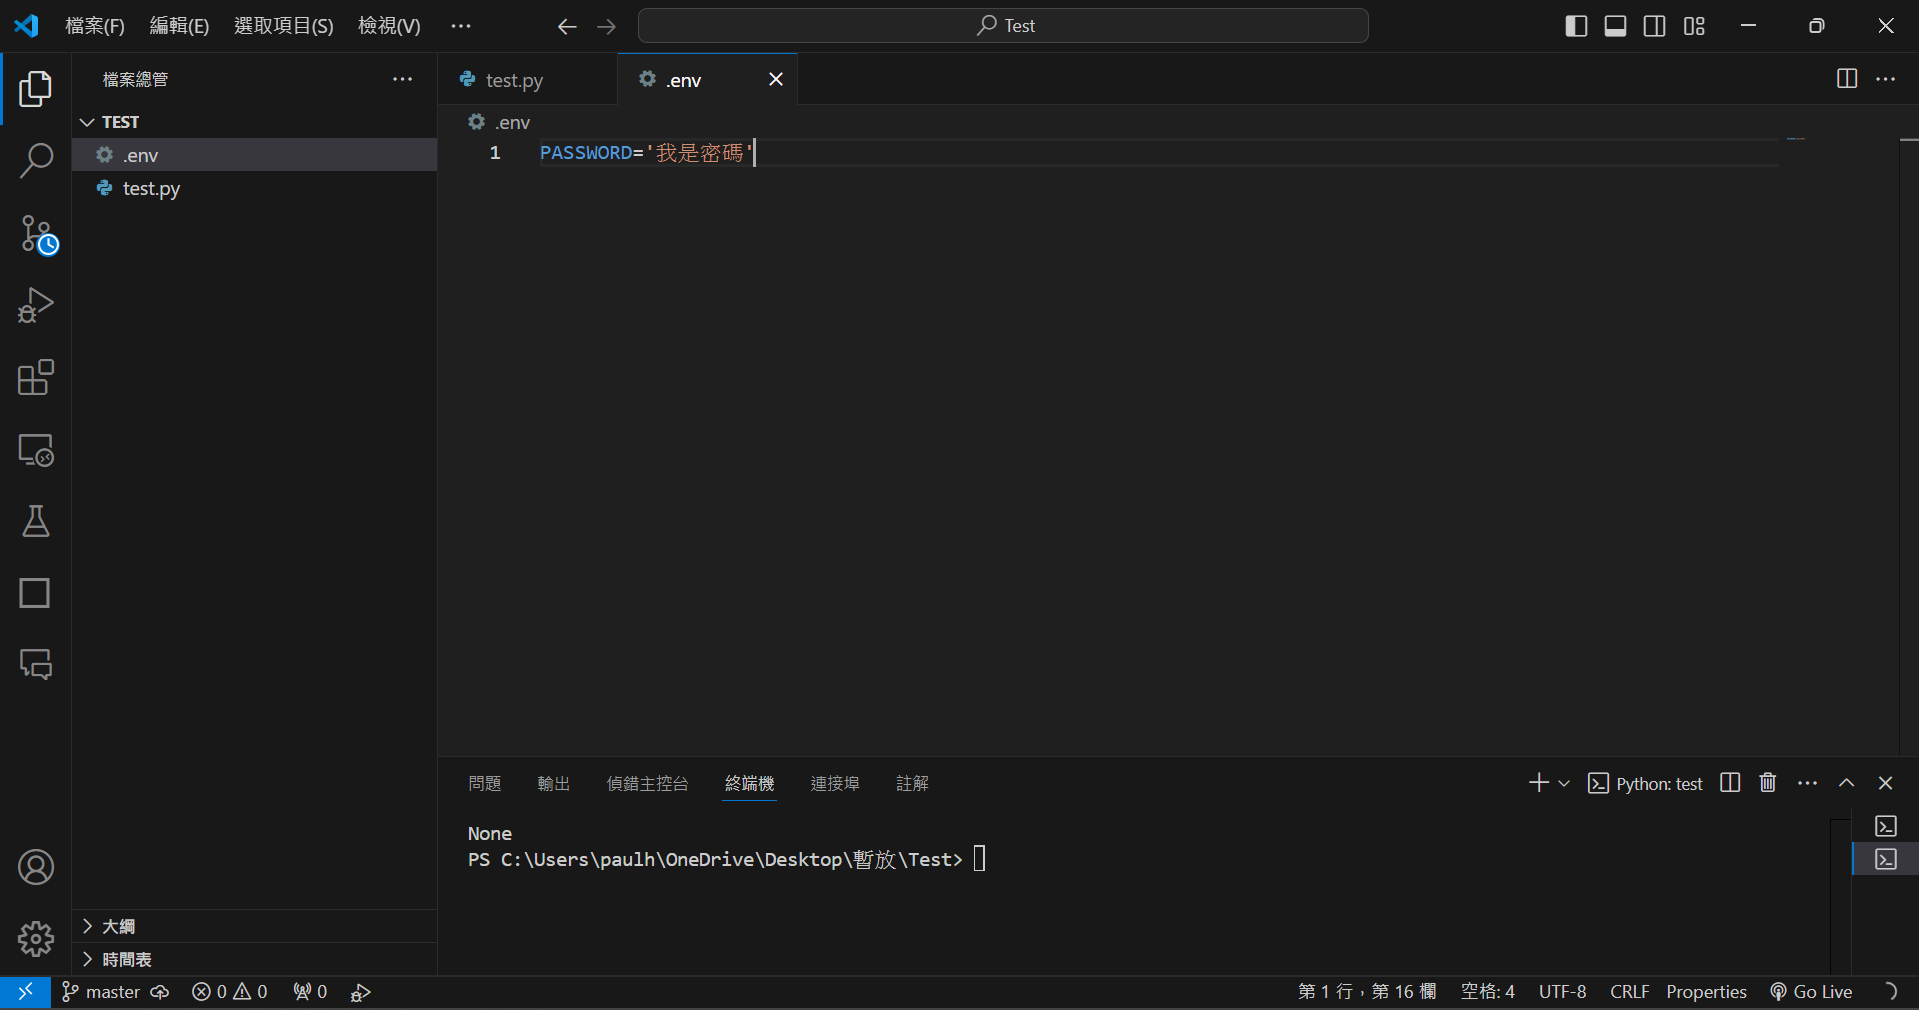 檔案(F) 編輯(E) 選取項目(S) 檢視(V) ··· Test
檔案總管 ···
TEST
.env
test.py
大綱
時間表
test.py .env
.env
1 PASSWORD='我是密碼'
問題 輸出 偵錯主控台 終端機 連接埠 註解 Python: test
None
PS C:\Users\paulh\OneDrive\Desktop\暫放\Test>
master 0 0 0 第 1 行，第 16 欄 空格: 4 UTF-8 CRLF Properties Go Live